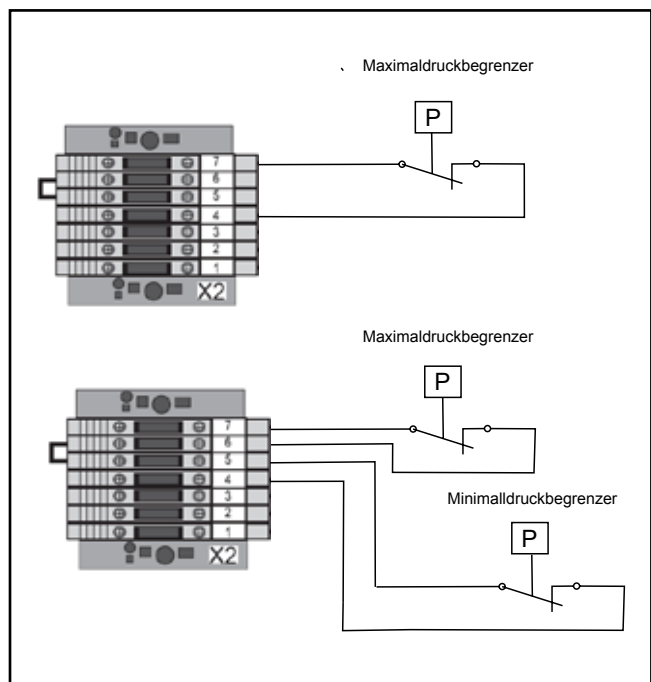 、 Maximaldruckbegrenzer
P
7
6
5
4
3
2
1
X2
Maximaldruckbegrenzer
P
7
6
5
4
3
2
1
X2
Minimalldruckbegrenzer
P